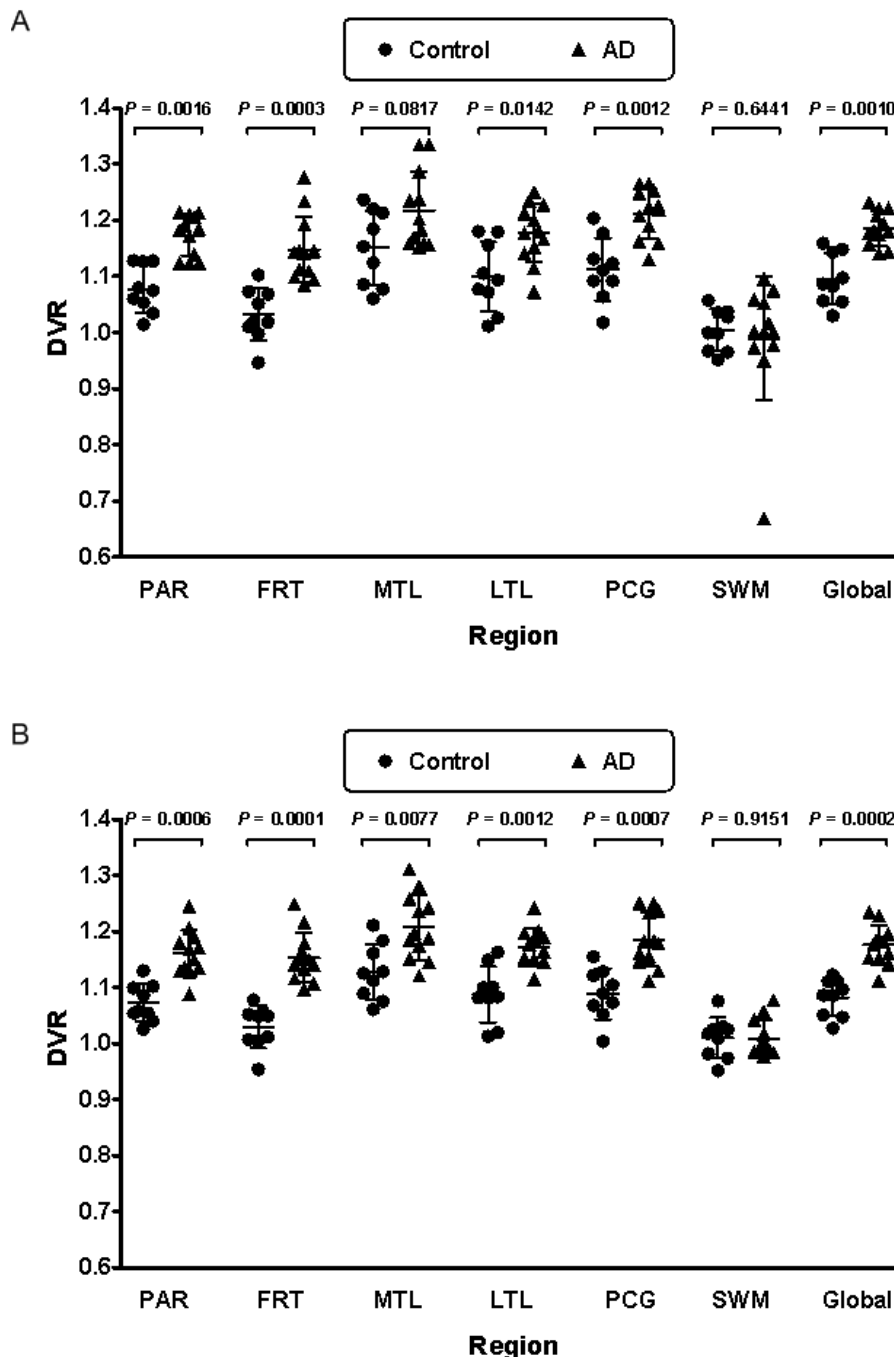 A
Control AD
P = 0.0016 P = 0.0003 P = 0.0817 P = 0.0142 P = 0.0012 P = 0.6441 P = 0.0010
1.4
1.3
1.2
1.1
1.0
0.9
0.8
0.7
0.6
DVR
PAR FRT MTL LTL PCG SWM Global
Region
B
Control AD
P = 0.0006 P = 0.0001 P = 0.0077 P = 0.0012 P = 0.0007 P = 0.9151 P = 0.0002
1.4
1.3
1.2
1.1
1.0
0.9
0.8
0.7
0.6
DVR
PAR FRT MTL LTL PCG SWM Global
Region